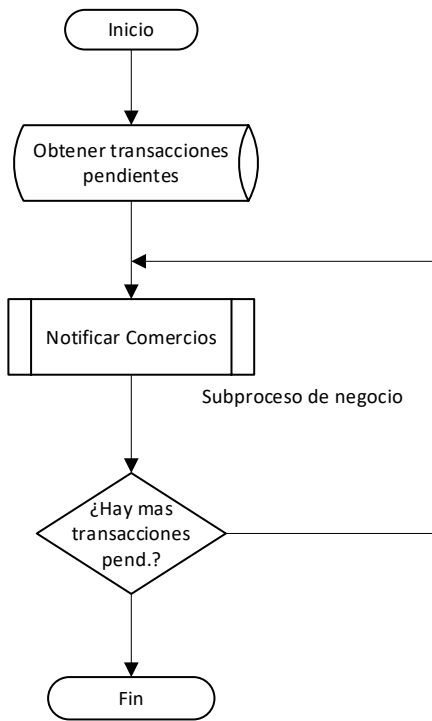 Inicio
Obtener transacciones
pendientes
Notificar Comercios
Subproceso de negocio
¿Hay mas
transacciones
pend.?
Fin